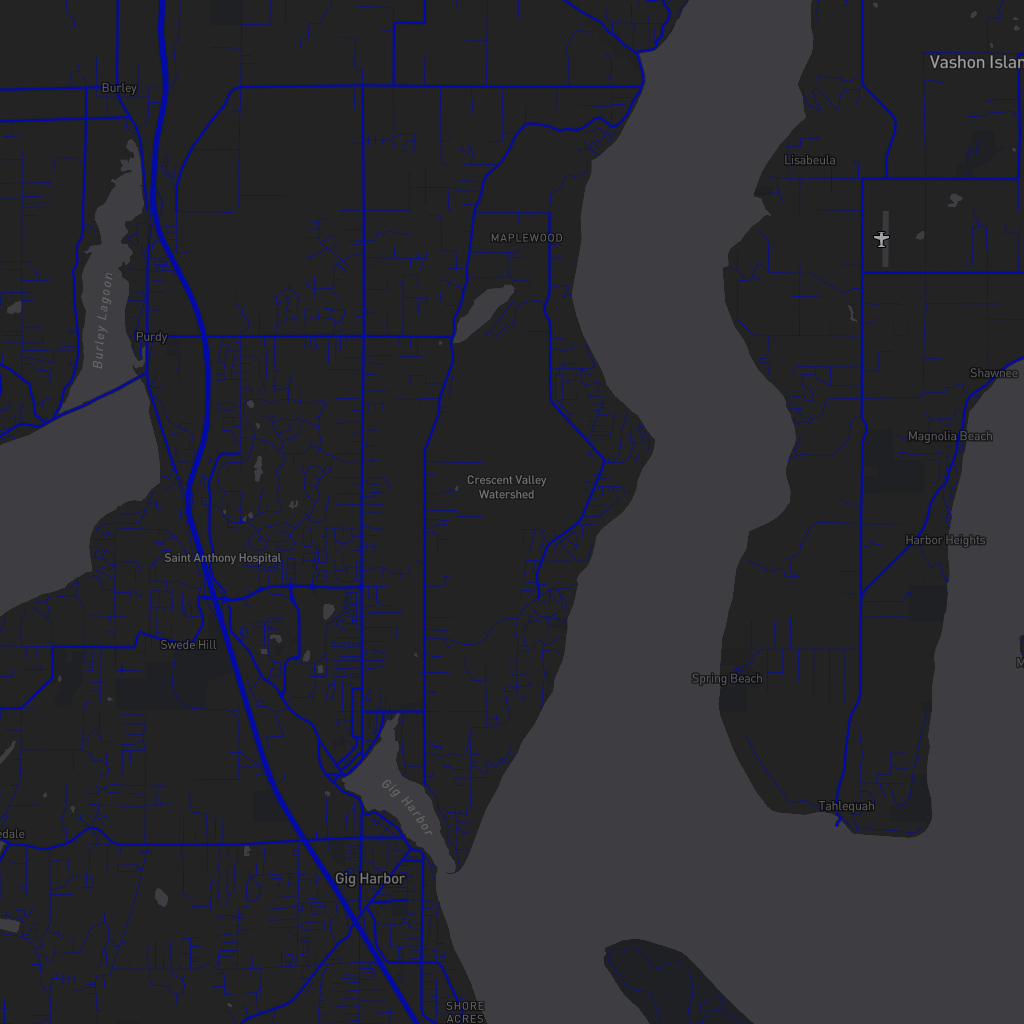 Vashon Islan
Burley
Lisabeula
MAPLEWOOD
Burley Lagoon
Purdy
Shawnee
Magnolia Beach
Crescent Valley
Watershed
Harbor Heights
Saint Anthony Hospital
Swede Hill
M
Spring Beach
Gig Harbor
Tahlequah
edale
Gig Harbor
SHORE
ACRES